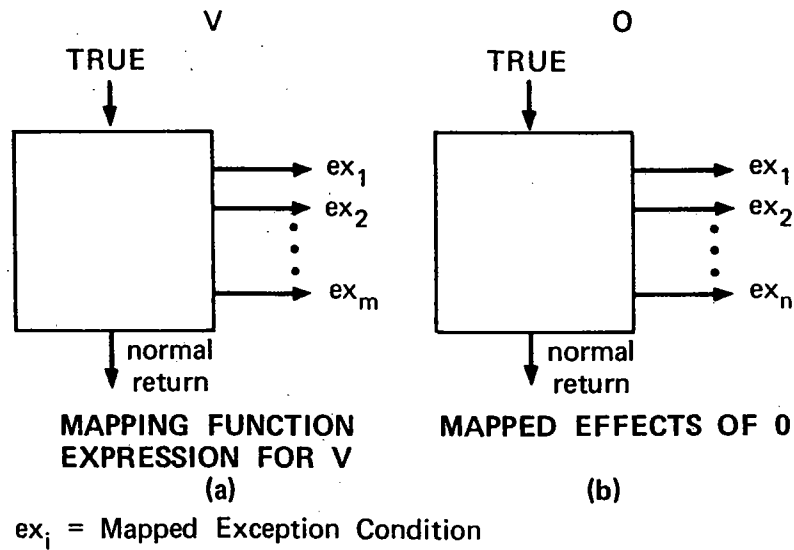 V
TRUE
ex₁
ex₂
exₘ
normal
return
MAPPING FUNCTION
EXPRESSION FOR V
(a)
O
TRUE
ex₁
ex₂
exₙ
normal
return
MAPPED EFFECTS OF O
(b)
exᵢ = Mapped Exception Condition